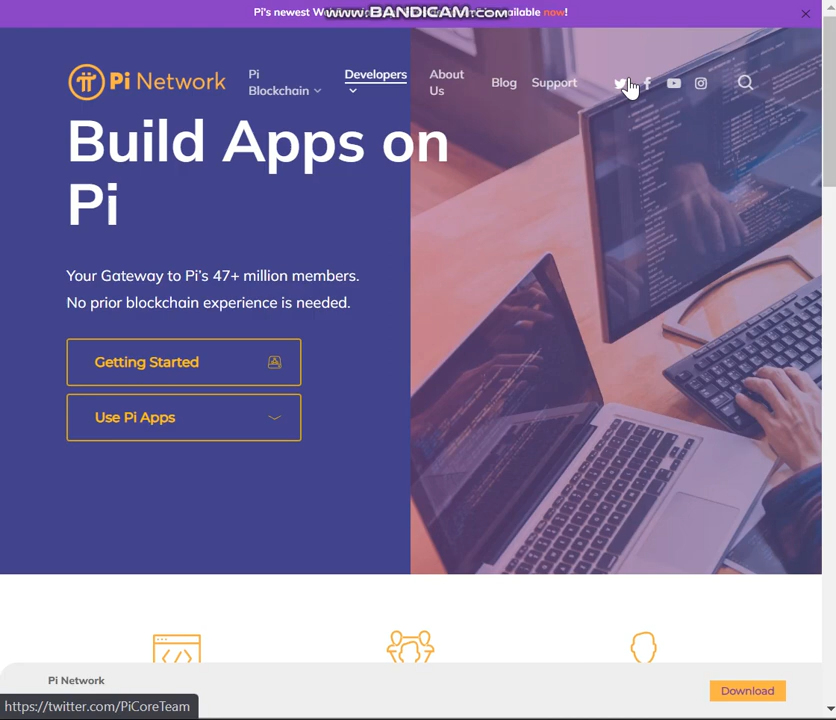 Pi's newest
www.BANDICAM.com
ailable now!
Pi Network
Pi
Blockchain
Developers
About
Us
Blog
Support
Build Apps on
Pi
Your Gateway to Pi's 47+ million members.
No prior blockchain experience is needed.
Getting Started
Use Pi Apps
Pi Network
Download
https://twitter.com/PiCoreTeam